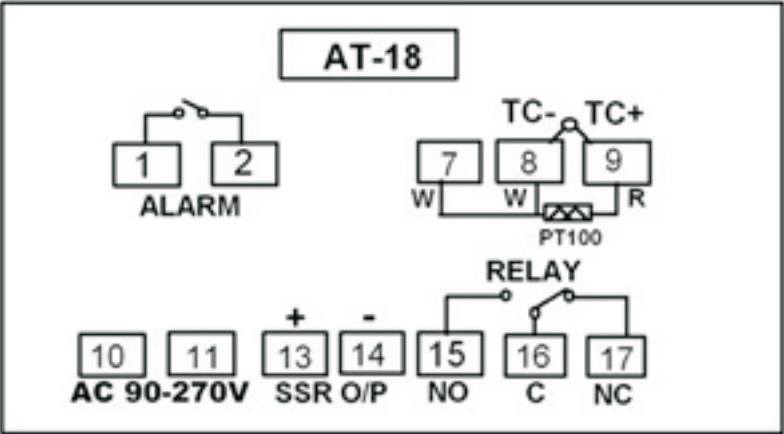 AT-18
TC- TC+
1 2 7 8 9
ALARM W W R
PT100
RELAY
+ -
10 11 13 14 15 16 17
AC 90-270V SSR O/P NO C NC